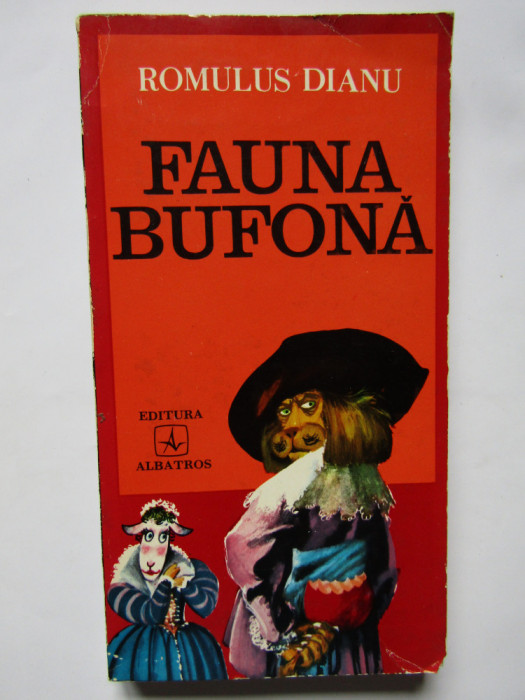 ROMULUS DIANU
FAUNA
BUFONĂ
EDITURA
ALBATROS